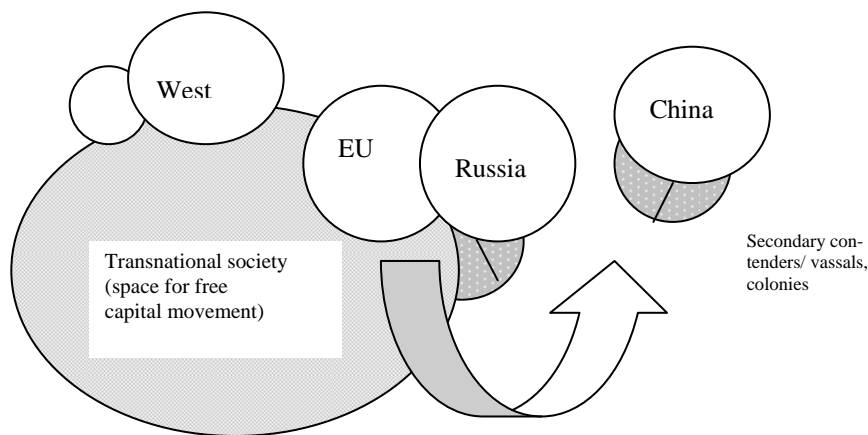 West
EU
Russia
China
Transnational society
(space for free
capital movement)
Secondary con-
tenders/ vassals,
colonies